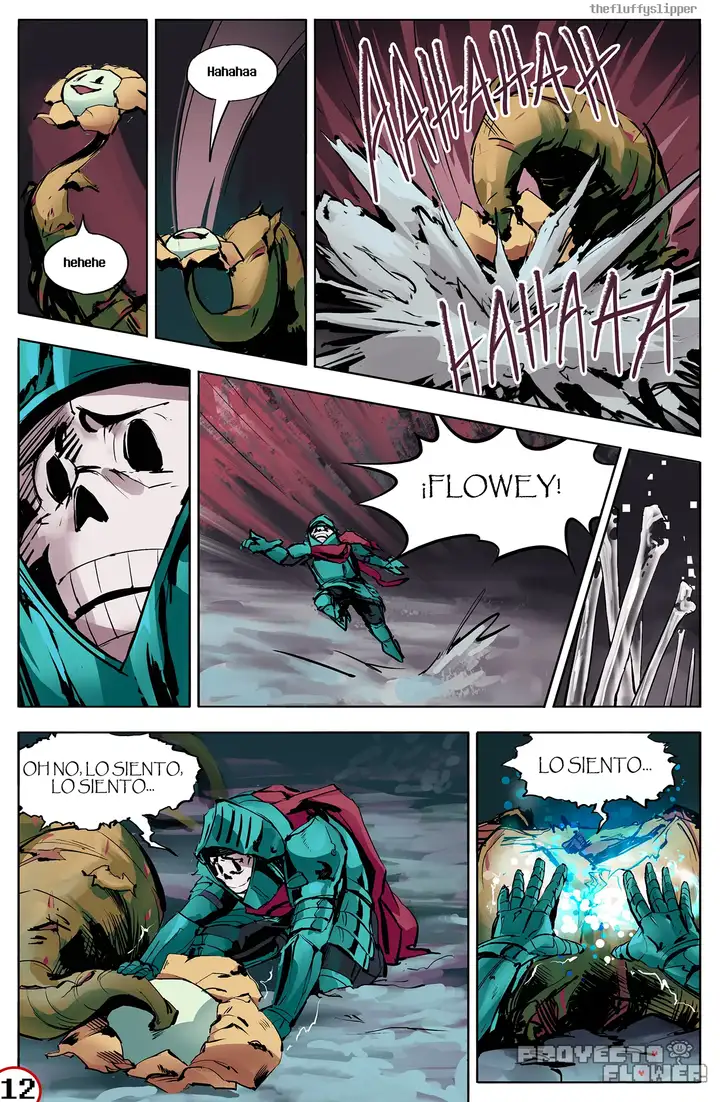 thefluffyslipper
hehehe
Hahahaa
AAHAHAH
HAHAAA
¡FLOWEY!
OH NO, LO SIENTO,
LO SIENTO...
LO SIENTO...
PROYECTO
FLOWER!
12